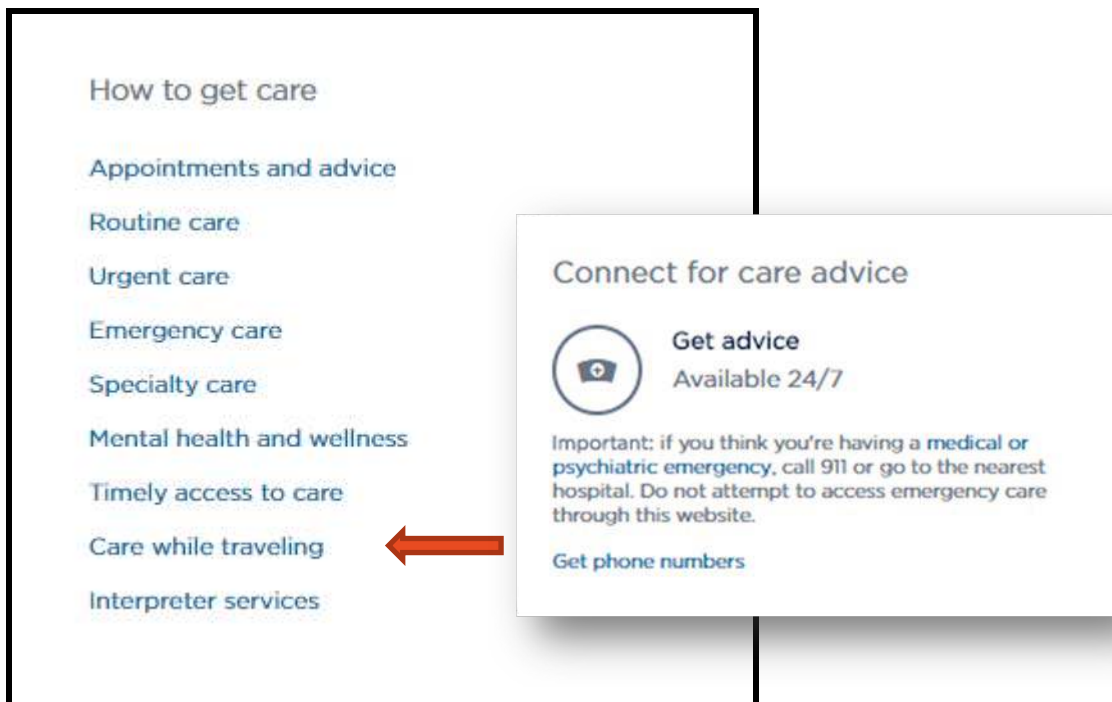 How to get care
Appointments and advice
Routine care
Urgent care
Emergency care
Specialty care
Mental health and wellness
Timely access to care
Care while traveling
Interpreter services
Connect for care advice
Get advice
Available 24/7
Important: if you think you're having a medical or
psychiatric emergency, call 911 or go to the nearest
hospital. Do not attempt to access emergency care
through this website.
Get phone numbers